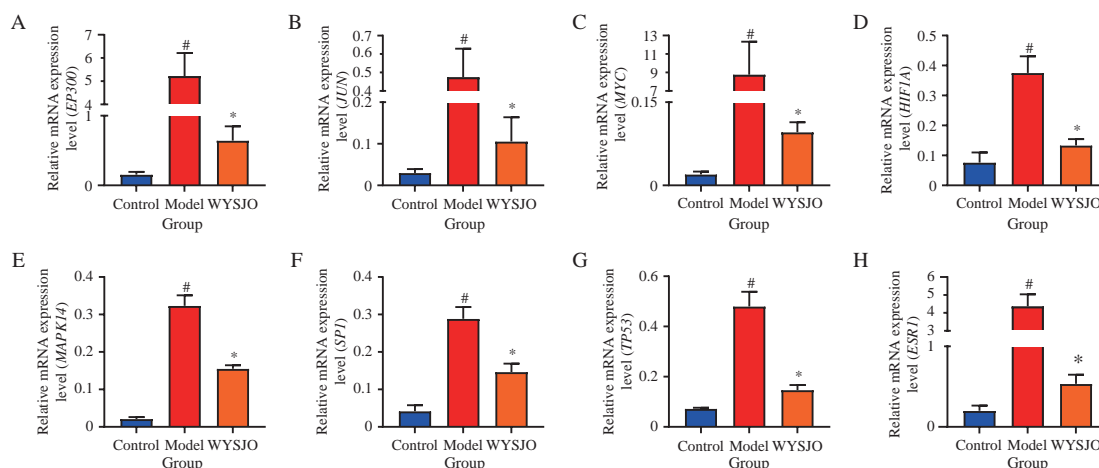 A
Relative mRNA expression
level (EP300)
7
6
5
4
1
0
#
*
Control Model WYSJO
Group
B
Relative mRNA expression
level (JUN)
0.7
0.6
0.5
0.4
0.2
0.1
0
#
*
Control Model WYSJO
Group
C
Relative mRNA expression
level (MYC)
13
11
9
7
0.15
0
#
*
Control Model WYSJO
Group
D
Relative mRNA expression
level (HIF1A)
0.5
0.4
0.3
0.2
0.1
0
#
*
Control Model WYSJO
Group
E
Relative mRNA expression
level (MAPK14)
0.4
0.3
0.2
0.1
0
#
*
Control Model WYSJO
Group
F
Relative mRNA expression
level (SP1)
0.4
0.3
0.2
0.1
0
#
*
Control Model WYSJO
Group
G
Relative mRNA expression
level (TP53)
0.6
0.4
0.2
0
#
*
Control Model WYSJO
Group
H
Relative mRNA expression
level (ESR1)
6
5
4
3
1
0
#
*
Control Model WYSJO
Group